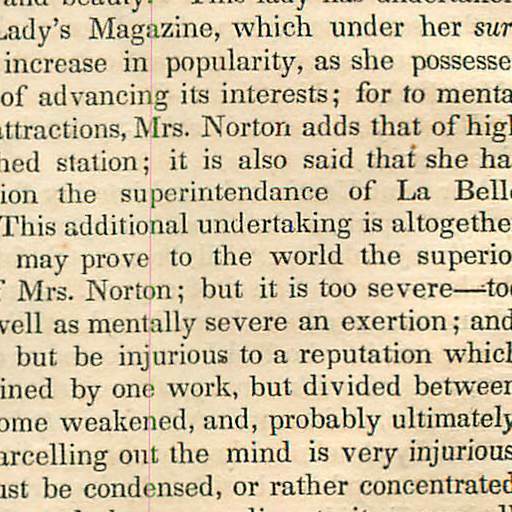 and beauty. This lady has undertaken
Lady's Magazine, which under her sur
increase in popularity, as she possesse
of advancing its interests; for to menta
attractions, Mrs. Norton adds that of high
hed station; it is also said that she ha
ion the superintendance of La Belle
This additional undertaking is altogethe
may prove to the world the superio
f Mrs. Norton; but it is too severe—too
well as mentally severe an exertion; and
but be injurious to a reputation which
ined by one work, but divided between
ome weakened, and, probably ultimately
arcelling out the mind is very injurious
ust be condensed, or rather concentrated